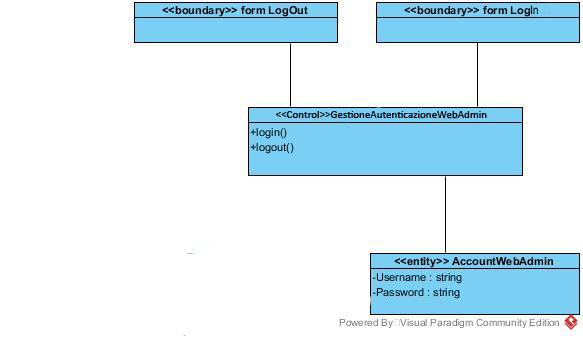 <<boundary>> form LogOut
<<boundary>> form LogIn
<<Control>>GestioneAutenticazioneWebAdmin
+login()
+logout()
<<entity>> AccountWebAdmin
-Username : string
-Password : string
Powered By Visual Paradigm Community Edition